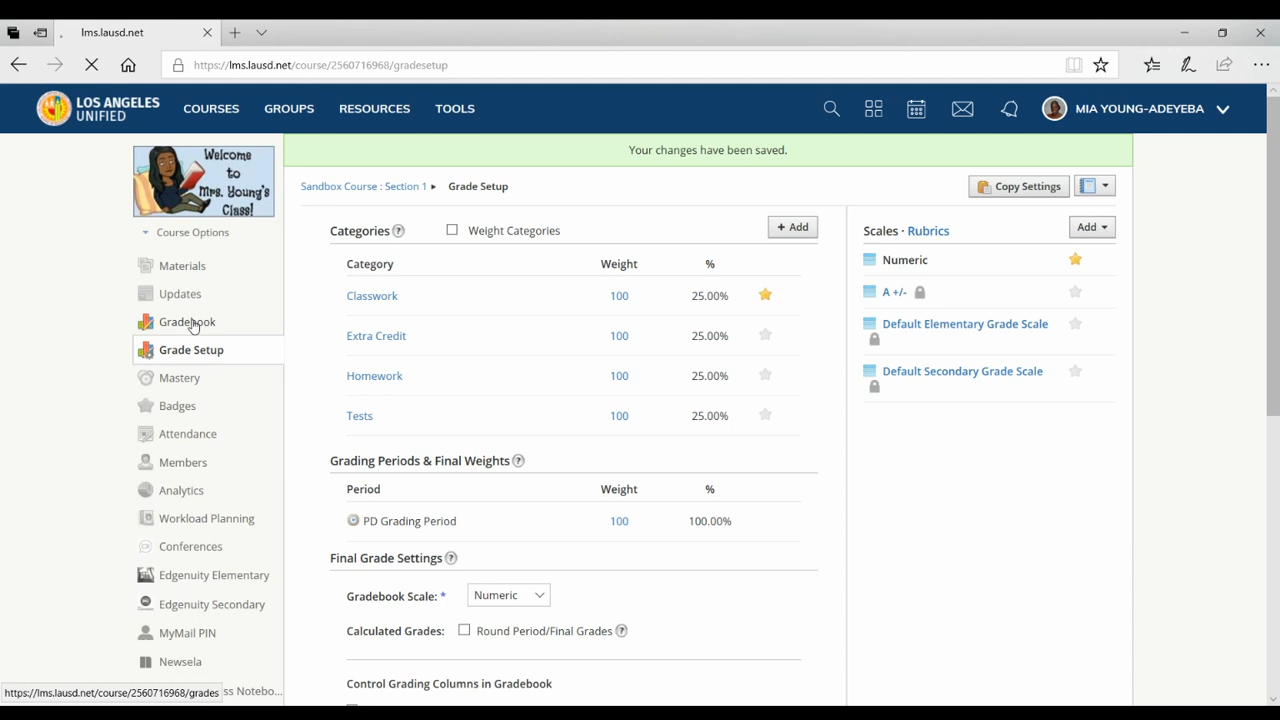 lms.lausd.net
https://lms.lausd.net/course/2560716968/gradesetup
LOS ANGELES
UNIFIED
COURSES GROUPS RESOURCES TOOLS
MIA YOUNG-ADEYEBA
Welcome
to
Mrs. Young's
Class!
Course Options
Materials
Updates
Gradebook
Grade Setup
Mastery
Badges
Attendance
Members
Analytics
Workload Planning
Conferences
Edgenuity Elementary
Edgenuity Secondary
MyMail PIN
Newsela
ss Notebo...
https://lms.lausd.net/course/2560716968/grades
Your changes have been saved.
Sandbox Course : Section 1 Grade Setup
Copy Settings
Categories ? Weight Categories + Add
Category Weight %
Classwork 100 25.00%
Extra Credit 100 25.00%
Homework 100 25.00%
Tests 100 25.00%
Grading Periods & Final Weights ?
Period Weight %
PD Grading Period 100 100.00%
Final Grade Settings ?
Gradebook Scale: * Numeric
Calculated Grades: Round Period/Final Grades ?
Control Grading Columns in Gradebook
Scales · Rubrics Add
Numeric
A +/-
Default Elementary Grade Scale
Default Secondary Grade Scale